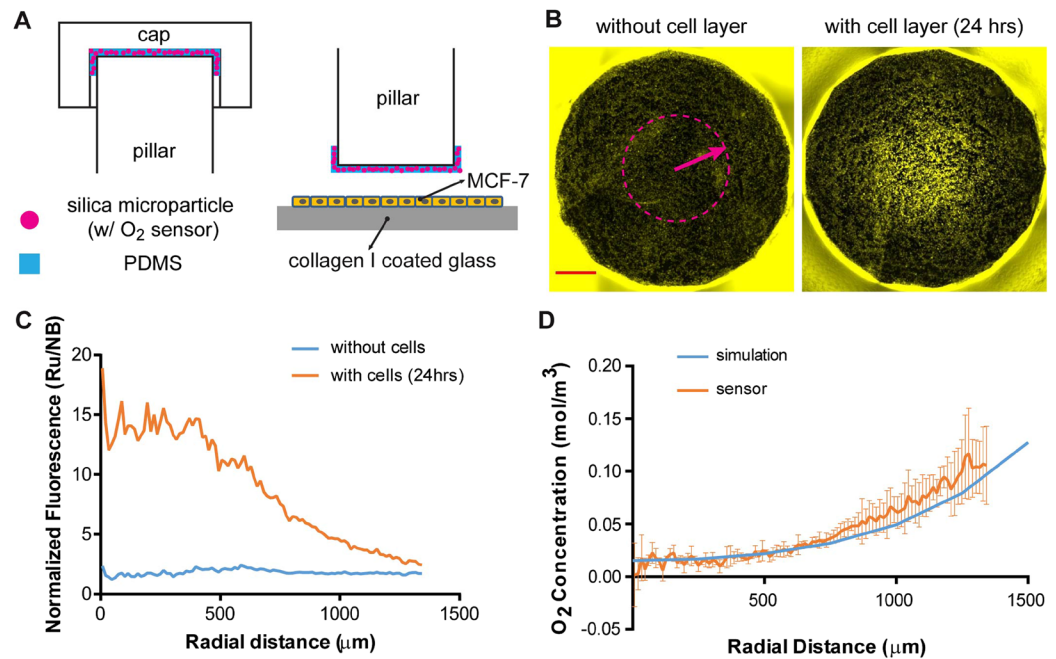 A
cap
pillar
pillar
MCF-7
silica microparticle
(w/ O2 sensor)
PDMS
collagen I coated glass
B
without cell layer
with cell layer (24 hrs)
C
Normalized Fluorescence (Ru/NB)
without cells
with cells (24hrs)
20
15
10
5
0
0
500
1000
1500
Radial distance (μm)
D
O2 Concentration (mol/m3)
simulation
sensor
0.20
0.15
0.10
0.05
0.00
-0.05
500
1000
1500
Radial Distance (μm)